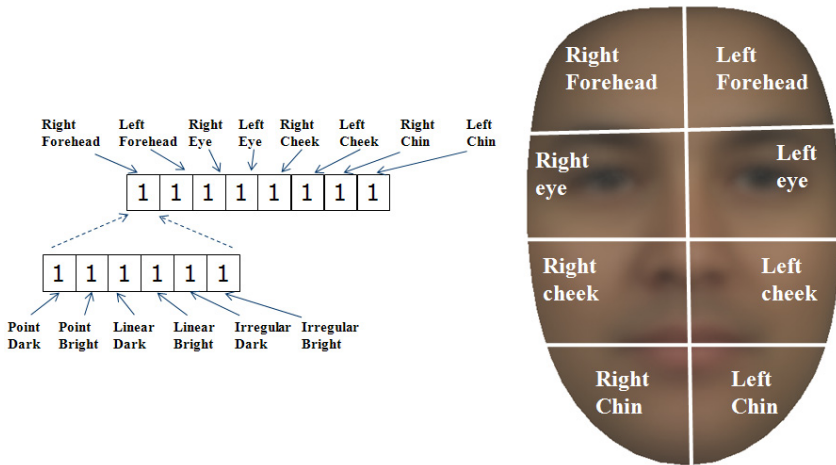 Right Left Right Left Right Left Right Left
Forehead Forehead Eye Eye Cheek Cheek Chin Chin
1 1 1 1 1 1 1 1
1 1 1 1 1 1
Point Point Linear Linear Irregular Irregular
Dark Bright Dark Bright Dark Bright
Right Left
Forehead Forehead
Right Left
eye eye
Right Left
cheek cheek
Right Left
Chin Chin